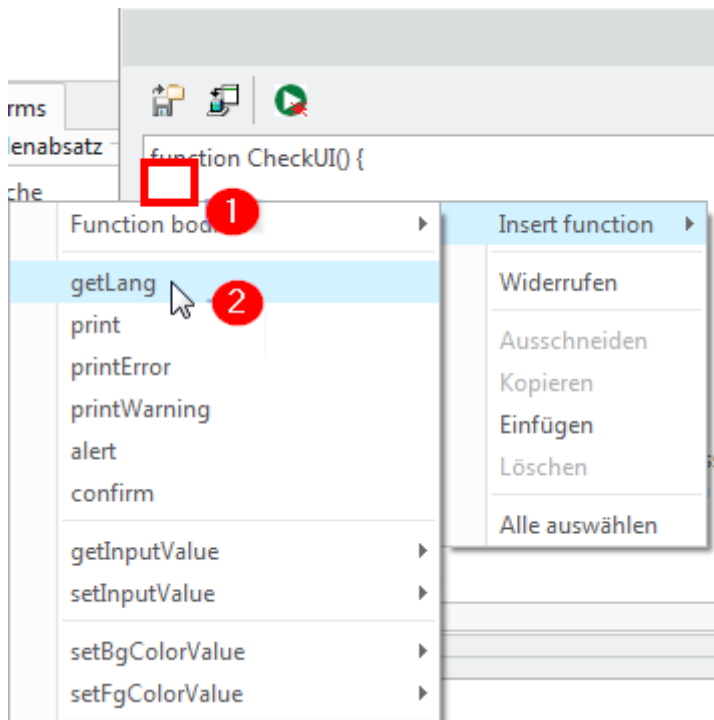 rms
lenabsatz
function CheckUI() {
che
1
Function bod
Insert function
getLang
2
Widerrufen
print
Ausschneiden
printError
Kopieren
printWarning
Einfügen
alert
Löschen
confirm
Alle auswählen
getInputValue
setInputValue
setBgColorValue
setFgColorValue